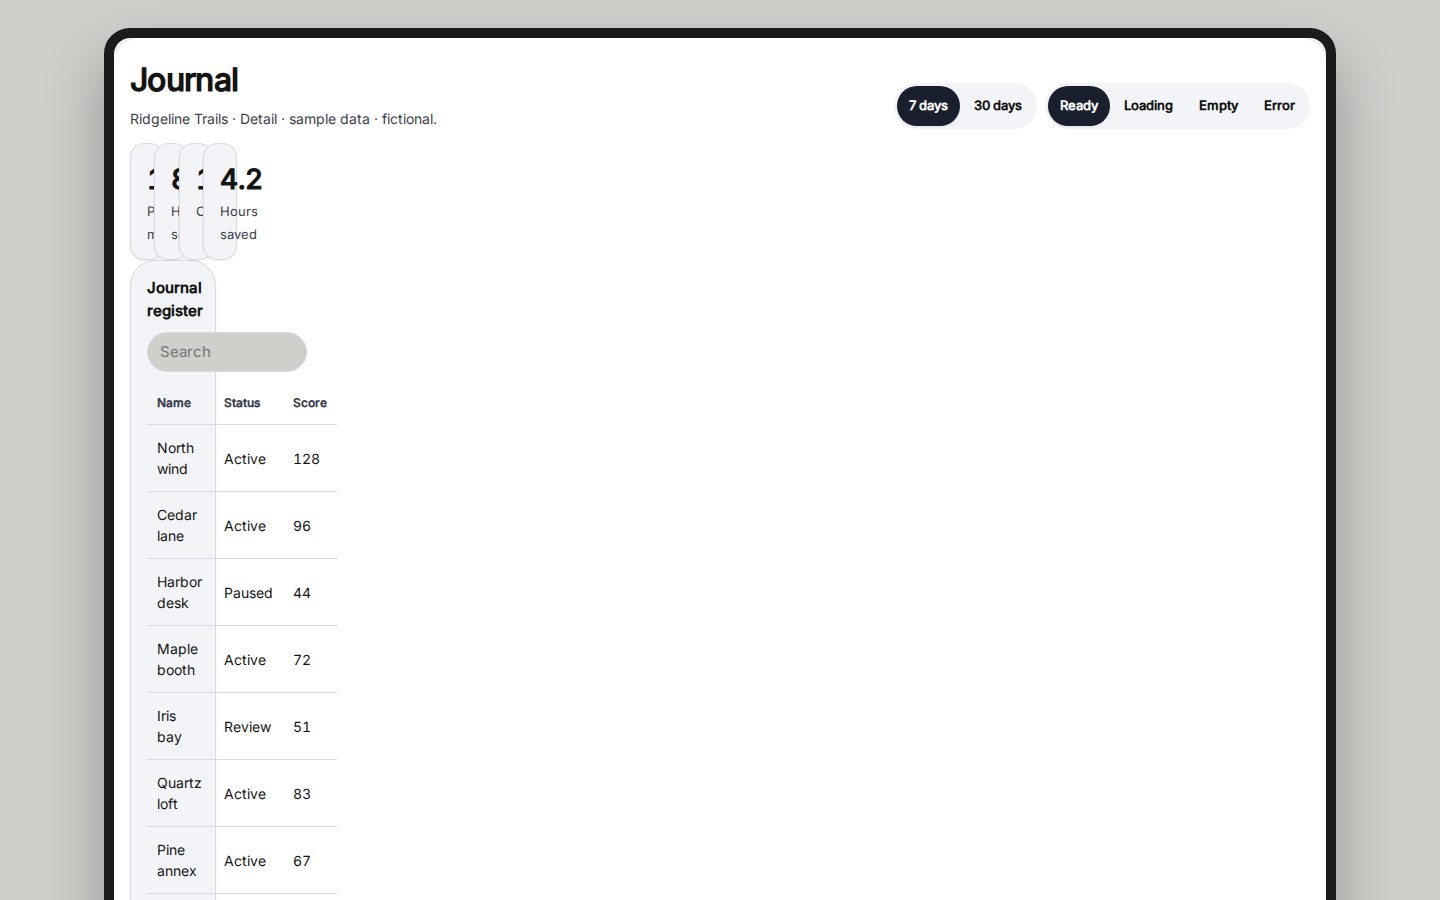 Journal
Ridgeline Trails · Detail · sample data · fictional.
7 days 30 days Ready Loading Empty Error
4.2
Hours
saved
Journal
register
Search
Name Status Score
North
wind
Active 128
Cedar
lane
Active 96
Harbor
desk
Paused 44
Maple
booth
Active 72
Iris
bay
Review 51
Quartz
loft
Active 83
Pine
annex
Active 67